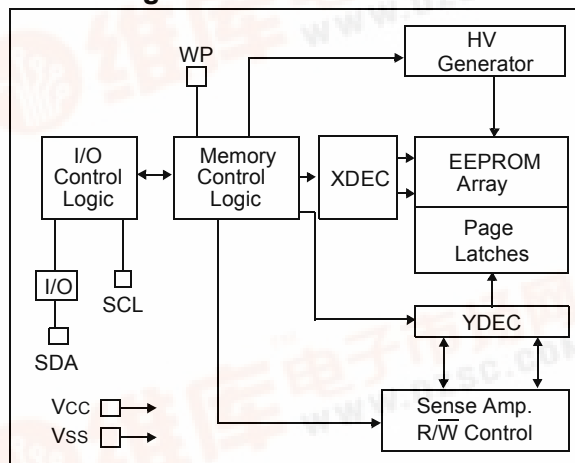 WP
HV
Generator
I/O
Control
Logic
Memory
Control
Logic
XDEC
EEPROM
Array
Page
Latches
I/O
SCL
SDA
YDEC
VCC
VSS
Sense Amp.
R/W Control